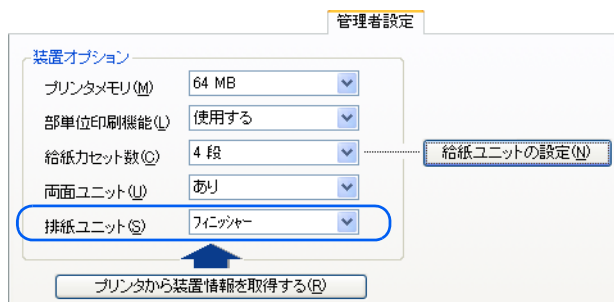 管理者設定
装置オプション
プリンタメモリ(M) 64 MB
部単位印刷機能(L) 使用する
給紙カセット数(C) 4 段 給紙ユニットの設定(N)
両面ユニット(U) あり
排紙ユニット(S) フィニッシャー
プリンタから装置情報を取得する(R)